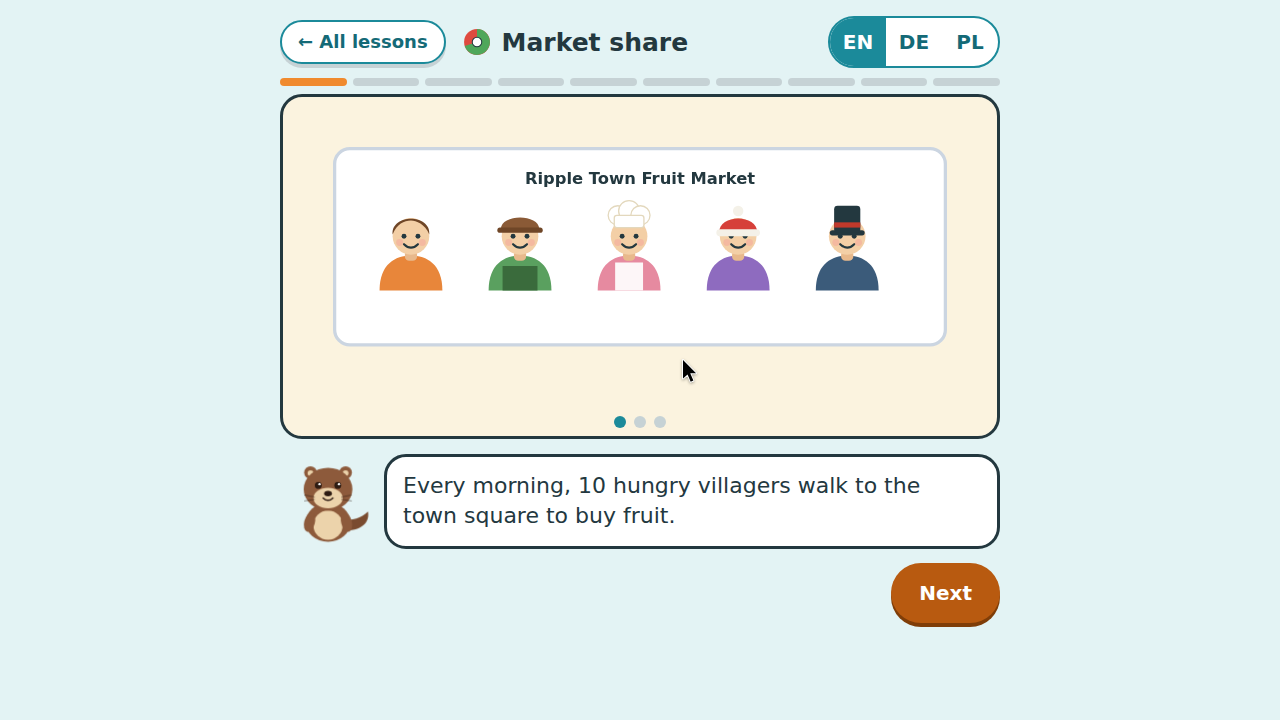 ← All lessons
Market share
EN DE PL
Ripple Town Fruit Market
Every morning, 10 hungry villagers walk to the
town square to buy fruit.
Next